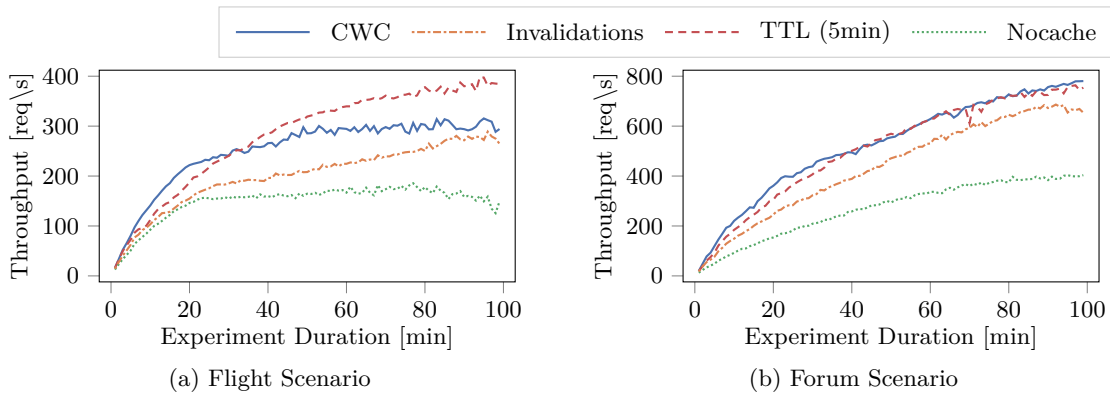 CWC Invalidations TTL (5min) Nocache
Throughput [req\s]
400
300
200
100
0
0 20 40 60 80 100
Experiment Duration [min]
(a) Flight Scenario
Throughput [req\s]
800
600
400
200
0
0 20 40 60 80 100
Experiment Duration [min]
(b) Forum Scenario